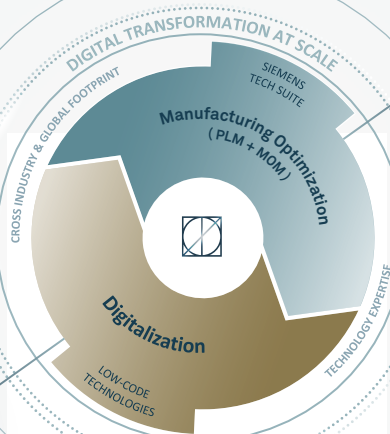 DIGITAL TRANSFORMATION AT SCALE
CROSS INDUSTRY & GLOBAL FOOTPRINT
SIEMENS
TECH SUITE
Manufacturing Optimization
( PLM + MOM )
TECHNOLOGY EXPERTISE
Digitalization
LOW-CODE
TECHNOLOGIES